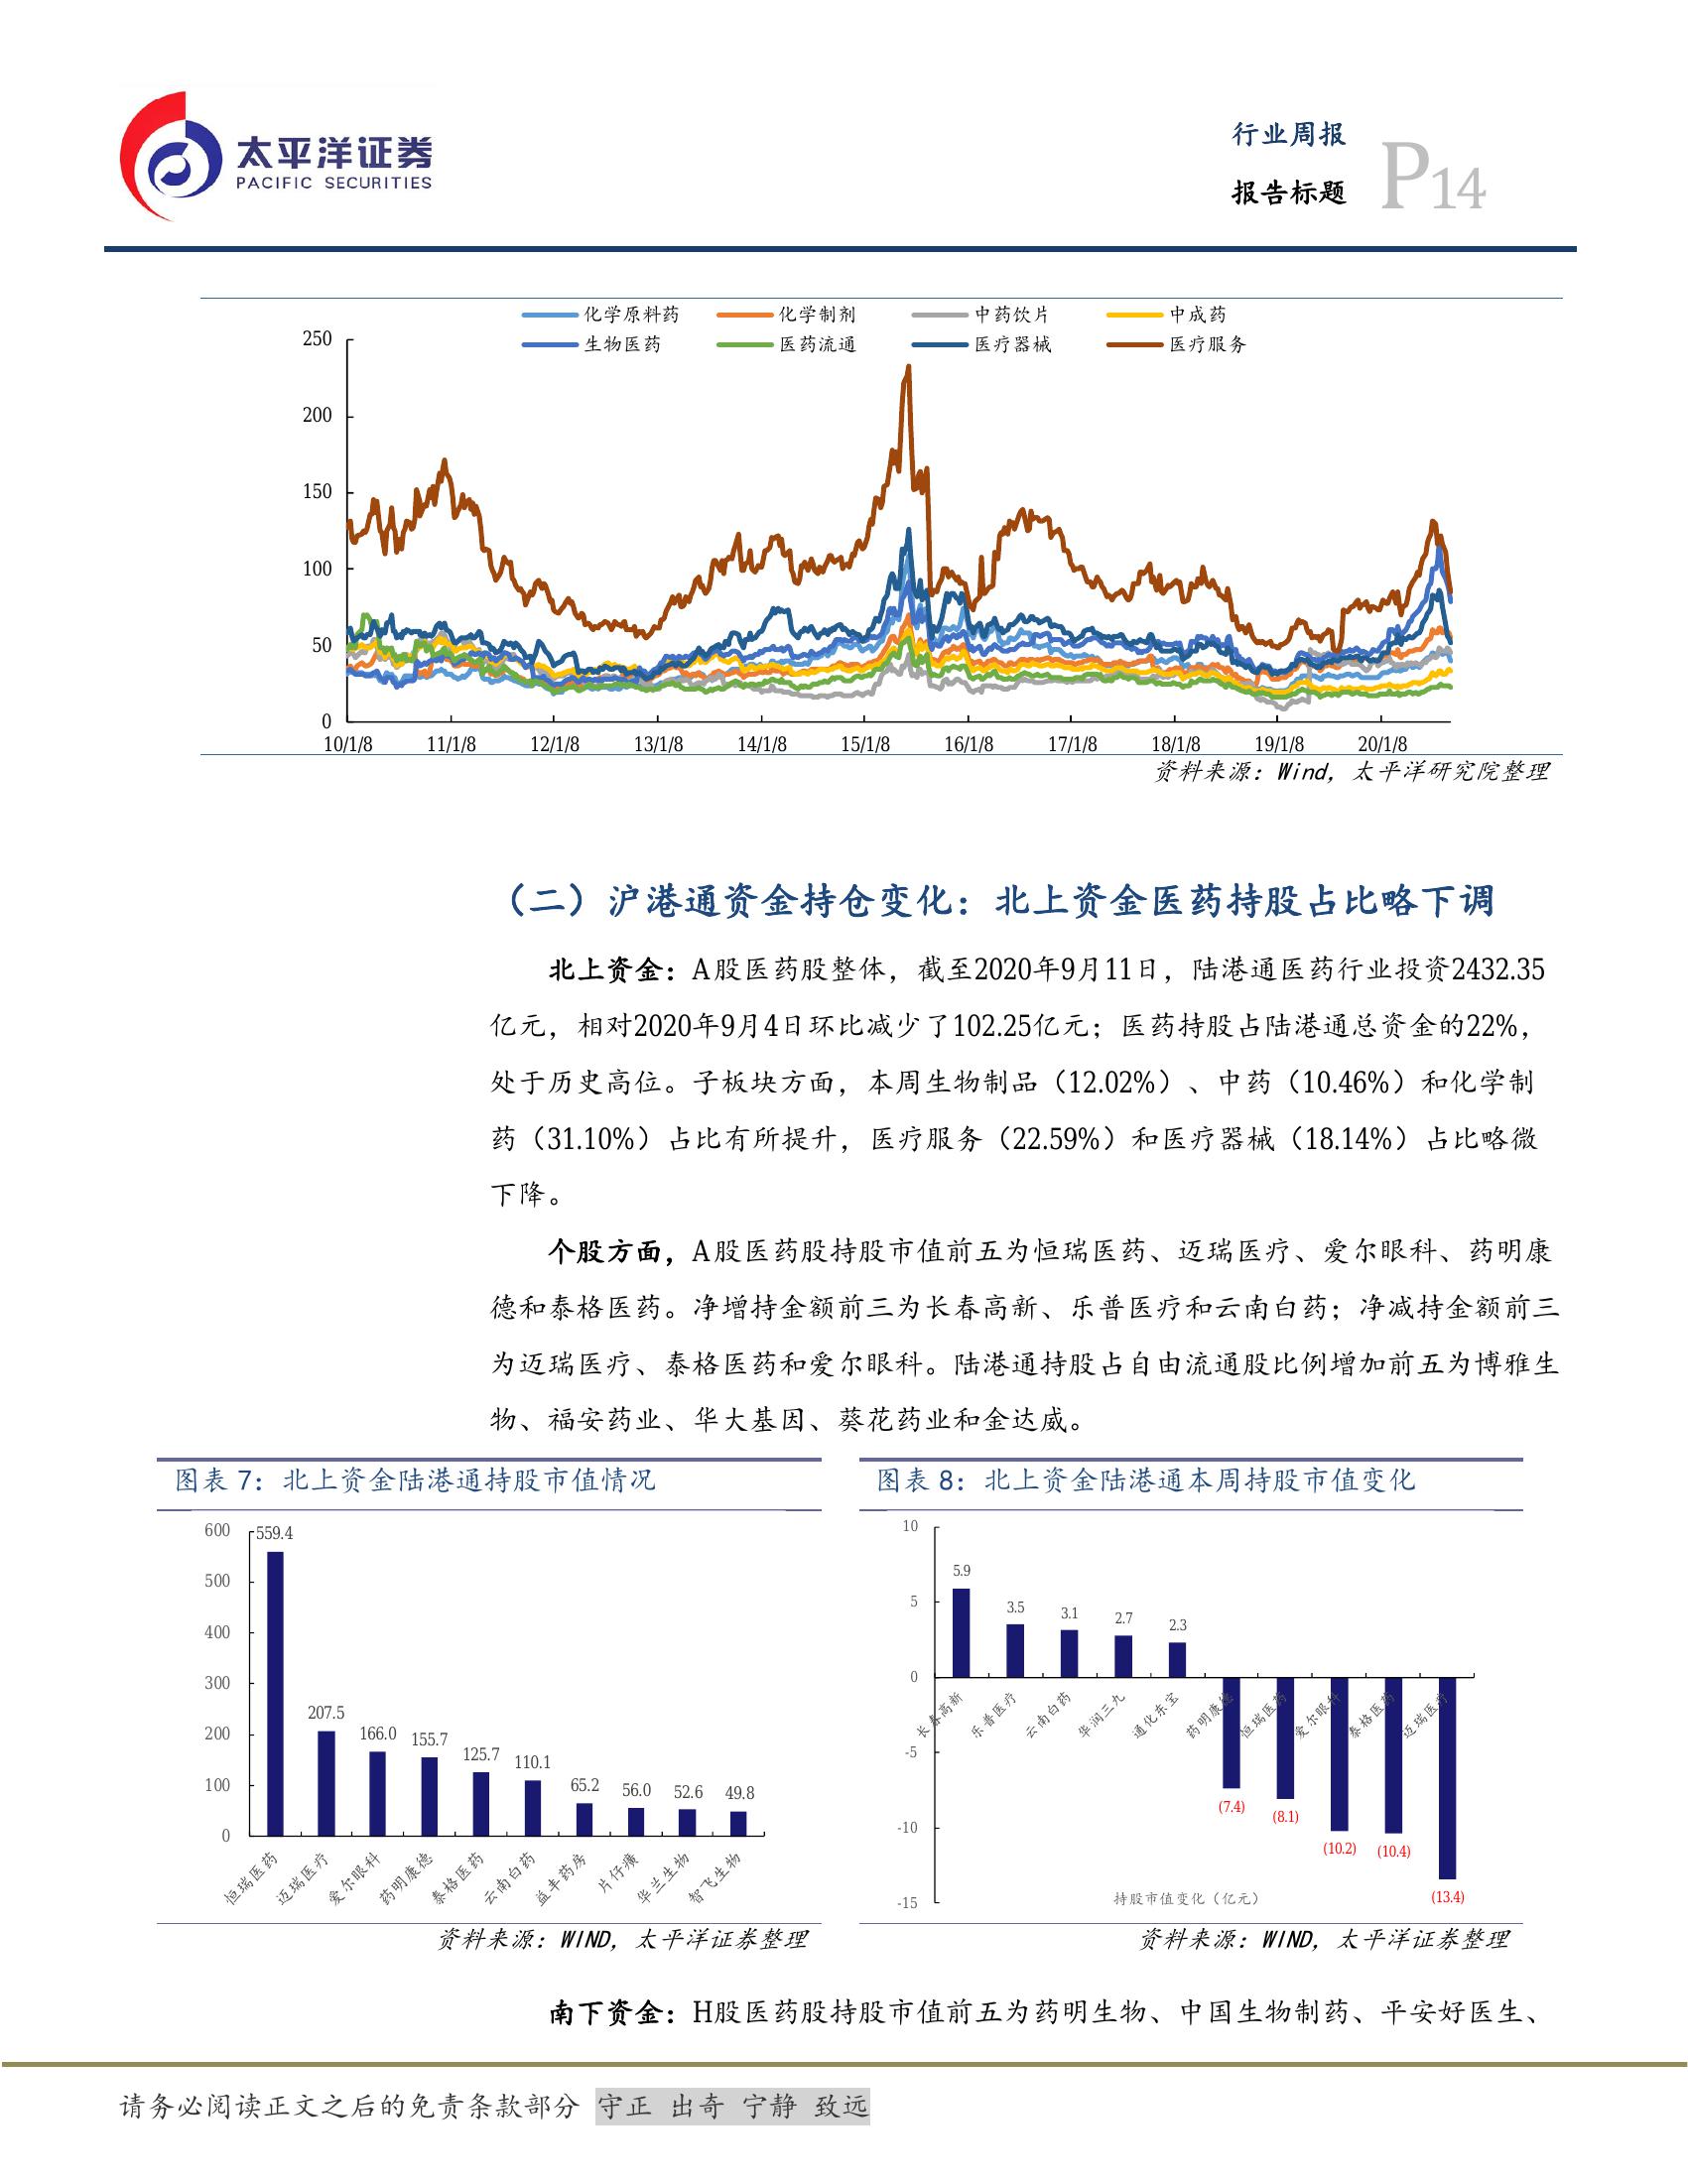 太平洋证券
PACIFIC SECURITIES
行业周报
报告标题
P14
化学原料药 化学制剂 中药饮片 中成药
生物医药 医药流通 医疗器械 医疗服务
250
200
150
100
50
0
10/1/8 11/1/8 12/1/8 13/1/8 14/1/8 15/1/8 16/1/8 17/1/8 18/1/8 19/1/8 20/1/8
资料来源：Wind，太平洋研究院整理
（二）沪港通资金持仓变化：北上资金医药持股占比略下调
北上资金：A股医药股整体，截至2020年9月11日，陆港通医药行业投资2432.35
亿元，相对2020年9月4日环比减少了102.25亿元；医药持股占陆港通总资金的22%，
处于历史高位。子板块方面，本周生物制品（12.02%）、中药（10.46%）和化学制
药（31.10%）占比有所提升，医疗服务（22.59%）和医疗器械（18.14%）占比略微
下降。
个股方面，A股医药股持股市值前五为恒瑞医药、迈瑞医疗、爱尔眼科、药明康
德和泰格医药。净增持金额前三为长春高新、乐普医疗和云南白药；净减持金额前三
为迈瑞医疗、泰格医药和爱尔眼科。陆港通持股占自由流通股比例增加前五为博雅生
物、福安药业、华大基因、葵花药业和金达威。
图表 7：北上资金陆港通持股市值情况
600
500
400
300
200
100
0
559.4 207.5 166.0 155.7 125.7 110.1 65.2 56.0 52.6 49.8
恒瑞医药 迈瑞医疗 爱尔眼科 药明康德 泰格医药 云南白药 益丰药房 片仔癀 华兰生物 智飞生物
资料来源：WIND，太平洋证券整理
图表 8：北上资金陆港通本周持股市值变化
10
5
0
-5
-10
-15
5.9 3.5 3.1 2.7 2.3 (7.4) (8.1) (10.2) (10.4) (13.4)
长春高新 乐普医疗 云南白药 华润三九 通化东宝 药明康德 恒瑞医药 爱尔眼科 泰格医药 迈瑞医疗
持股市值变化（亿元）
资料来源：WIND，太平洋证券整理
南下资金：H股医药股持股市值前五为药明生物、中国生物制药、平安好医生、
请务必阅读正文之后的免责条款部分 守正 出奇 宁静 致远